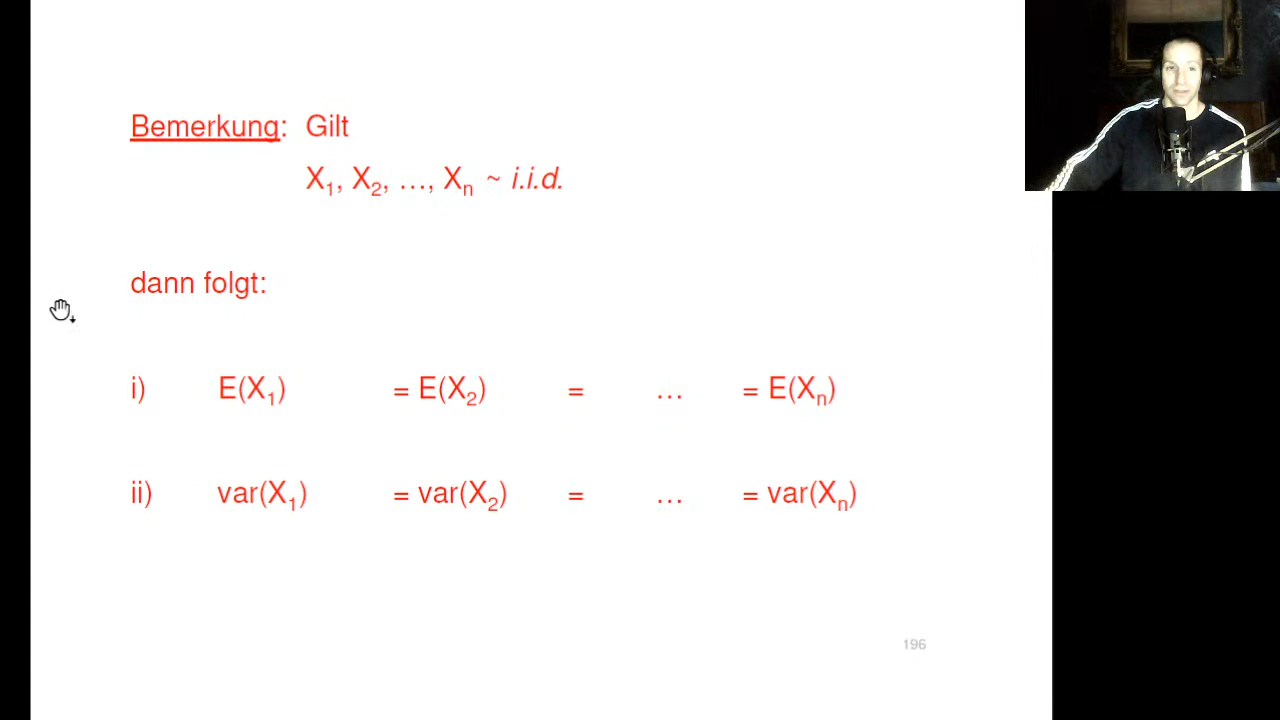 Bemerkung: Gilt
X₁, X₂, …, Xₙ ~ i.i.d.
dann folgt:
i) E(X₁) = E(X₂) = … = E(Xₙ)
ii) var(X₁) = var(X₂) = … = var(Xₙ)
196